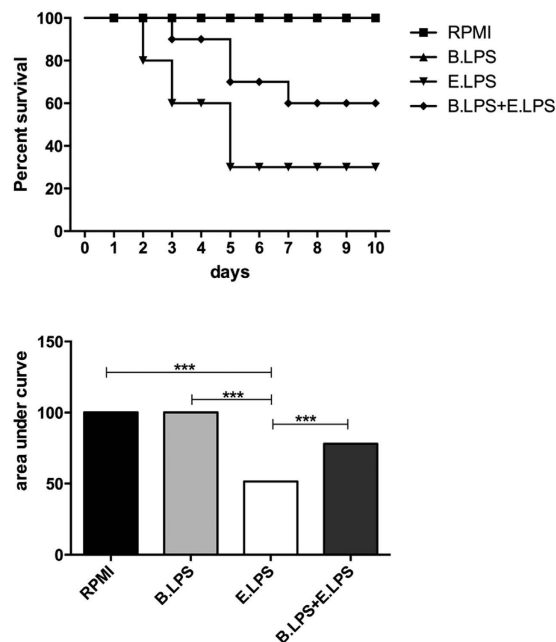 100
80
60
40
20
0
Percent survival
0 1 2 3 4 5 6 7 8 9 10
days
RPMI
B.LPS
E.LPS
B.LPS+E.LPS
150
100
50
0
area under curve
***
***
***
RPMI
B.LPS
E.LPS
B.LPS+E.LPS